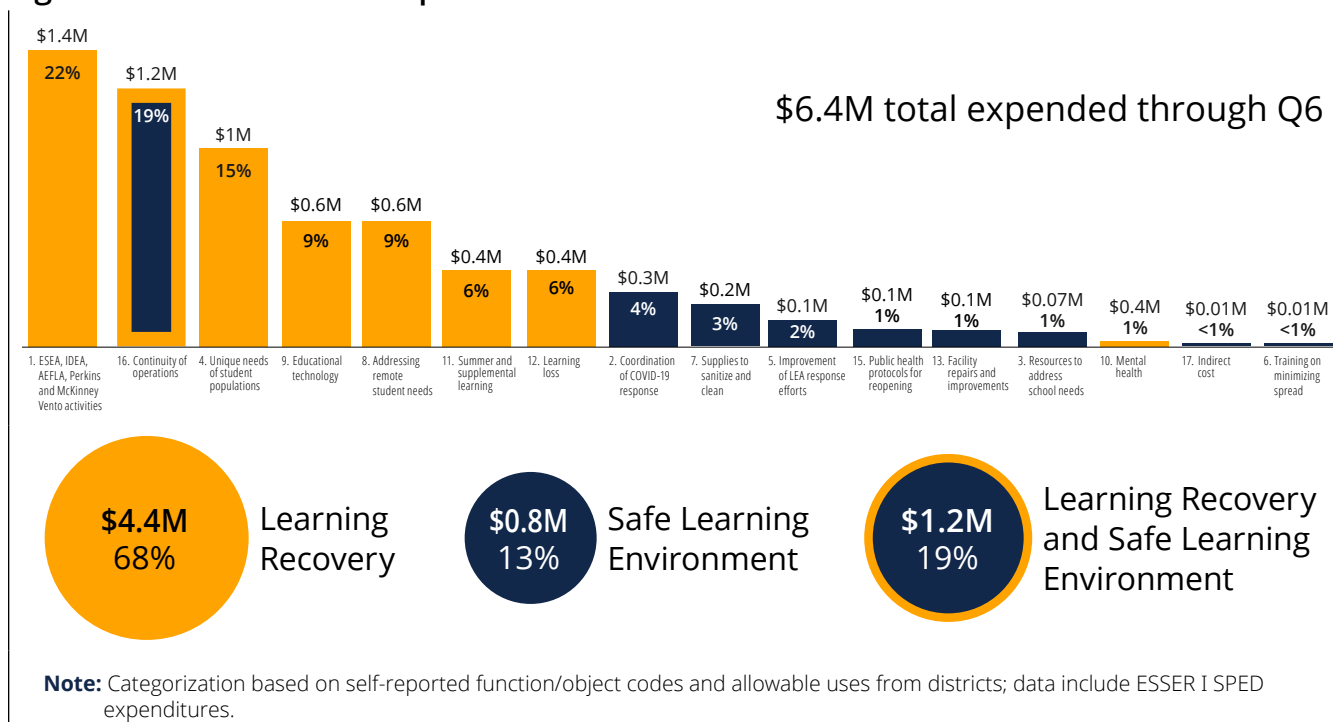 $1.4M
22%
$1.2M
19%
$1M
15%
$0.6M
9%
$0.6M
9%
$0.4M
6%
$0.4M
6%
$0.3M
4%
$0.2M
3%
$0.1M
2%
$0.1M
1%
$0.1M
1%
$0.07M
1%
$0.4M
1%
$0.01M
<1%
$0.01M
<1%
$6.4M total expended through Q6
1. ESEA, IDEA,
AEFLA, Perkins
and McKinney
Vento activities
16. Continuity of
operations
4. Unique needs
of student
populations
9. Educational
technology
8. Addressing
remote
student needs
11. Summer and
supplemental
learning
12. Learning
loss
2. Coordination
of COVID-19
response
7. Supplies to
sanitize and
clean
5. Improvement
of LEA response
efforts
15. Public health
protocols for
reopening
13. Facility
repairs and
improvements
3. Resources to
address
school needs
10. Mental
health
17. Indirect
cost
6. Training on
minimizing
spread
$4.4M
68%
Learning
Recovery
$0.8M
13%
Safe Learning
Environment
$1.2M
19%
Learning Recovery
and Safe Learning
Environment
Note: Categorization based on self-reported function/object codes and allowable uses from districts; data include ESSER I SPED
expenditures.